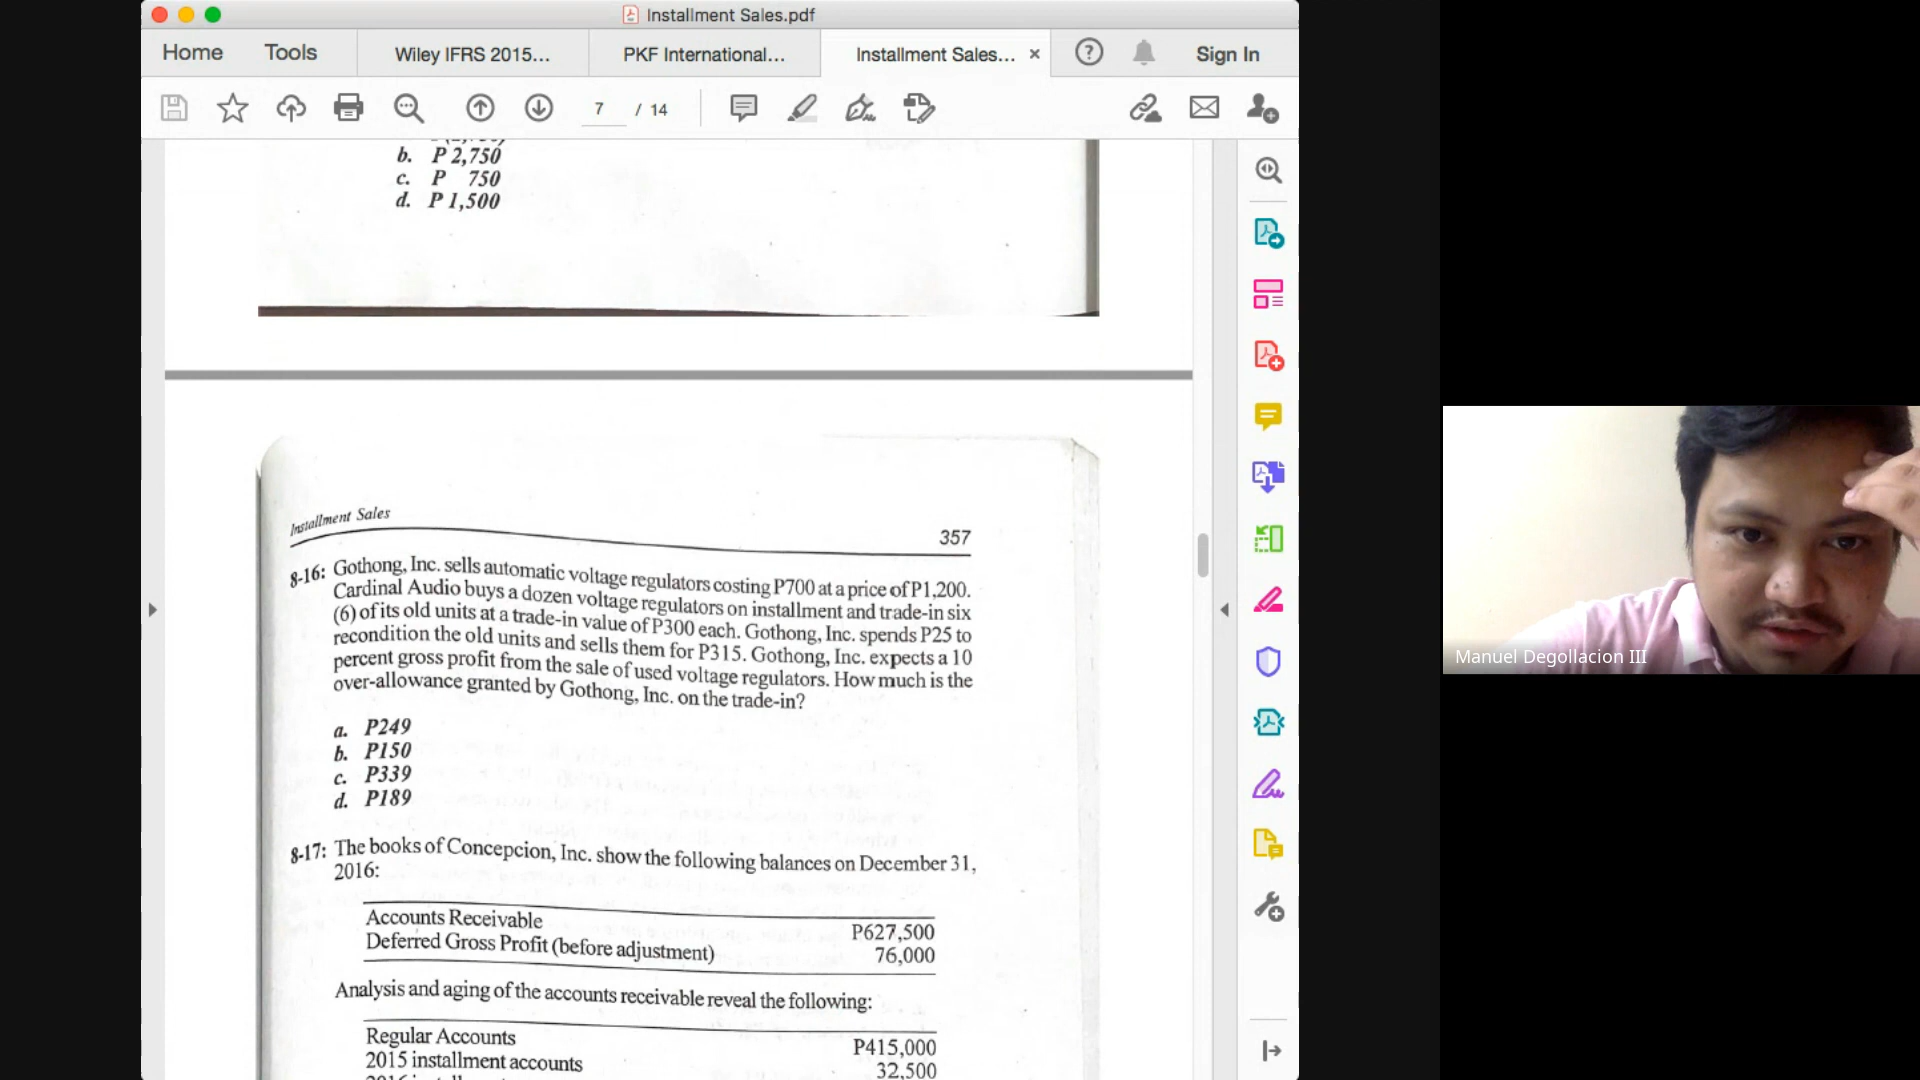 Installment Sales.pdf
Home
Tools
Wiley IFRS 2015...
PKF International...
Installment Sales...
Sign In
7 / 14
b. P 2,750
c. P 750
d. P 1,500
Installment Sales
357
8-16: Gothong, Inc. sells automatic voltage regulators costing P700 at a price of P1,200.
Cardinal Audio buys a dozen voltage regulators on installment and trade-in six
(6) of its old units at a trade-in value of P300 each. Gothong, Inc. spends P25 to
recondition the old units and sells them for P315. Gothong, Inc. expects a 10
percent gross profit from the sale of used voltage regulators. How much is the
over-allowance granted by Gothong, Inc. on the trade-in?
a. P249
b. P150
c. P339
d. P189
8-17: The books of Concepcion, Inc. show the following balances on December 31,
2016:
Accounts Receivable P627,500
Deferred Gross Profit (before adjustment) 76,000
Analysis and aging of the accounts receivable reveal the following:
Regular Accounts P415,000
2015 installment accounts 32,500
Manuel Degollacion III